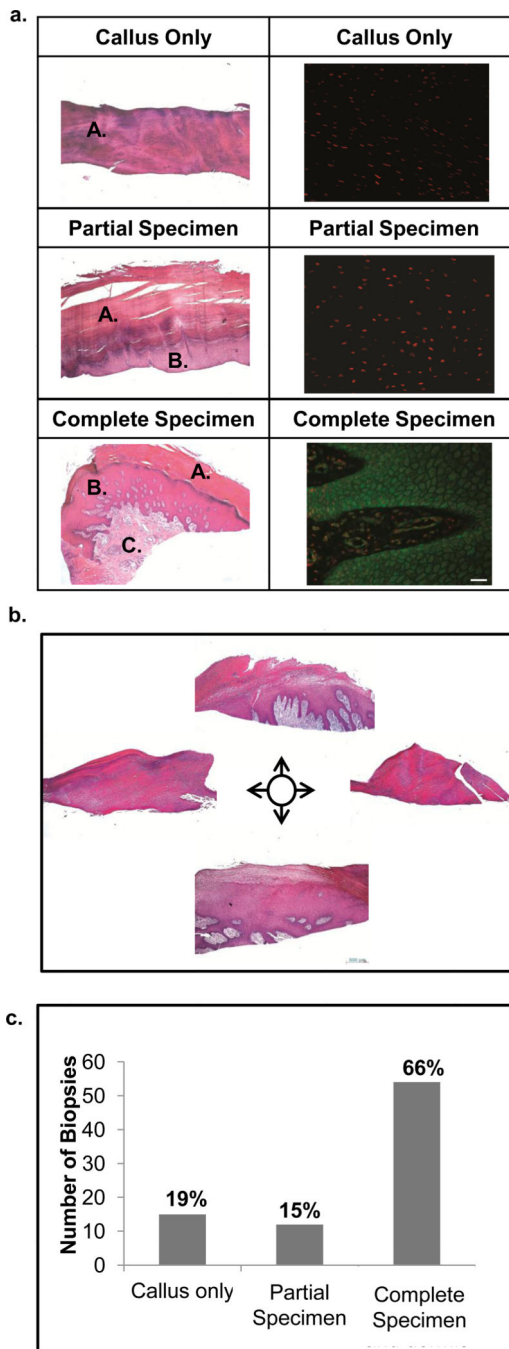 a.
Callus Only
Callus Only
A.
Partial Specimen
Partial Specimen
A.
B.
Complete Specimen
Complete Specimen
A.
B.
C.
b.
c.
Number of Biopsies
60
50
40
30
20
10
0
19%
15%
66%
Callus only
Partial
Specimen
Complete
Specimen